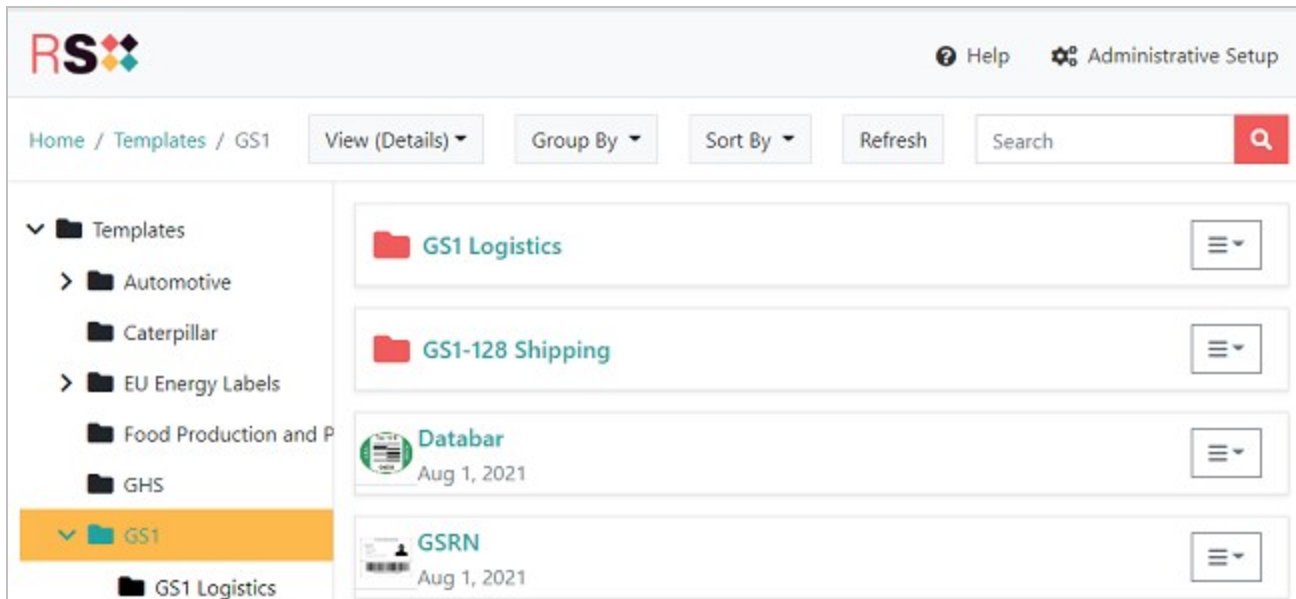 RS
Help
Administrative Setup
Home / Templates / GS1
View (Details)
Group By
Sort By
Refresh
Search
Templates
Automotive
Caterpillar
EU Energy Labels
Food Production and P
GHS
GS1
GS1 Logistics
GS1 Logistics
GS1-128 Shipping
Databar
Aug 1, 2021
GSRN
Aug 1, 2021